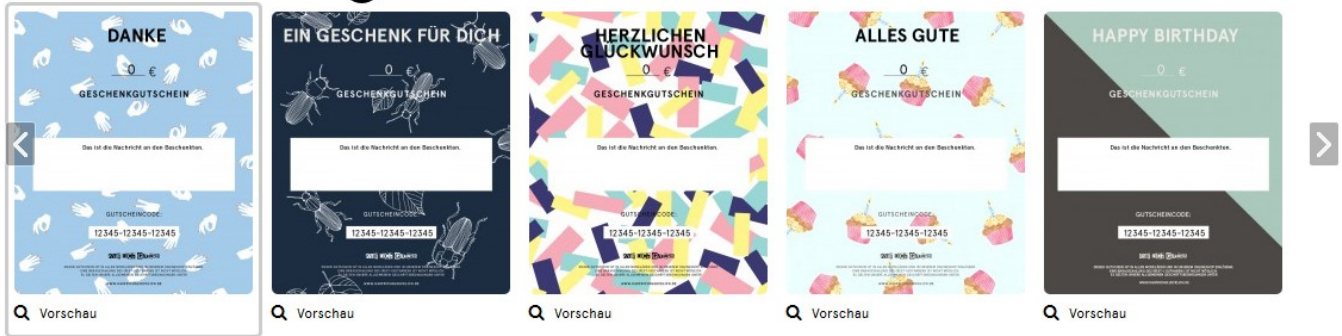 DANKE
0 €
GESCHENKGUTSCHEIN
Das ist die Nachricht an den Beschenkten.
GUTSCHEINCODE:
12345-12345-12345
Vorschau
EIN GESCHENK FÜR DICH
0 €
GESCHENKGUTSCHEIN
Das ist die Nachricht an den Beschenkten.
GUTSCHEINCODE:
12345-12345-12345
Vorschau
HERZLICHEN
GLÜCKWUNSCH
0 €
GESCHENKGUTSCHEIN
Das ist die Nachricht an den Beschenkten.
GUTSCHEINCODE:
12345-12345-12345
Vorschau
ALLES GUTE
0 €
GESCHENKGUTSCHEIN
Das ist die Nachricht an den Beschenkten.
GUTSCHEINCODE:
12345-12345-12345
Vorschau
HAPPY BIRTHDAY
0 €
GESCHENKGUTSCHEIN
Das ist die Nachricht an den Beschenkten.
GUTSCHEINCODE:
12345-12345-12345
Vorschau